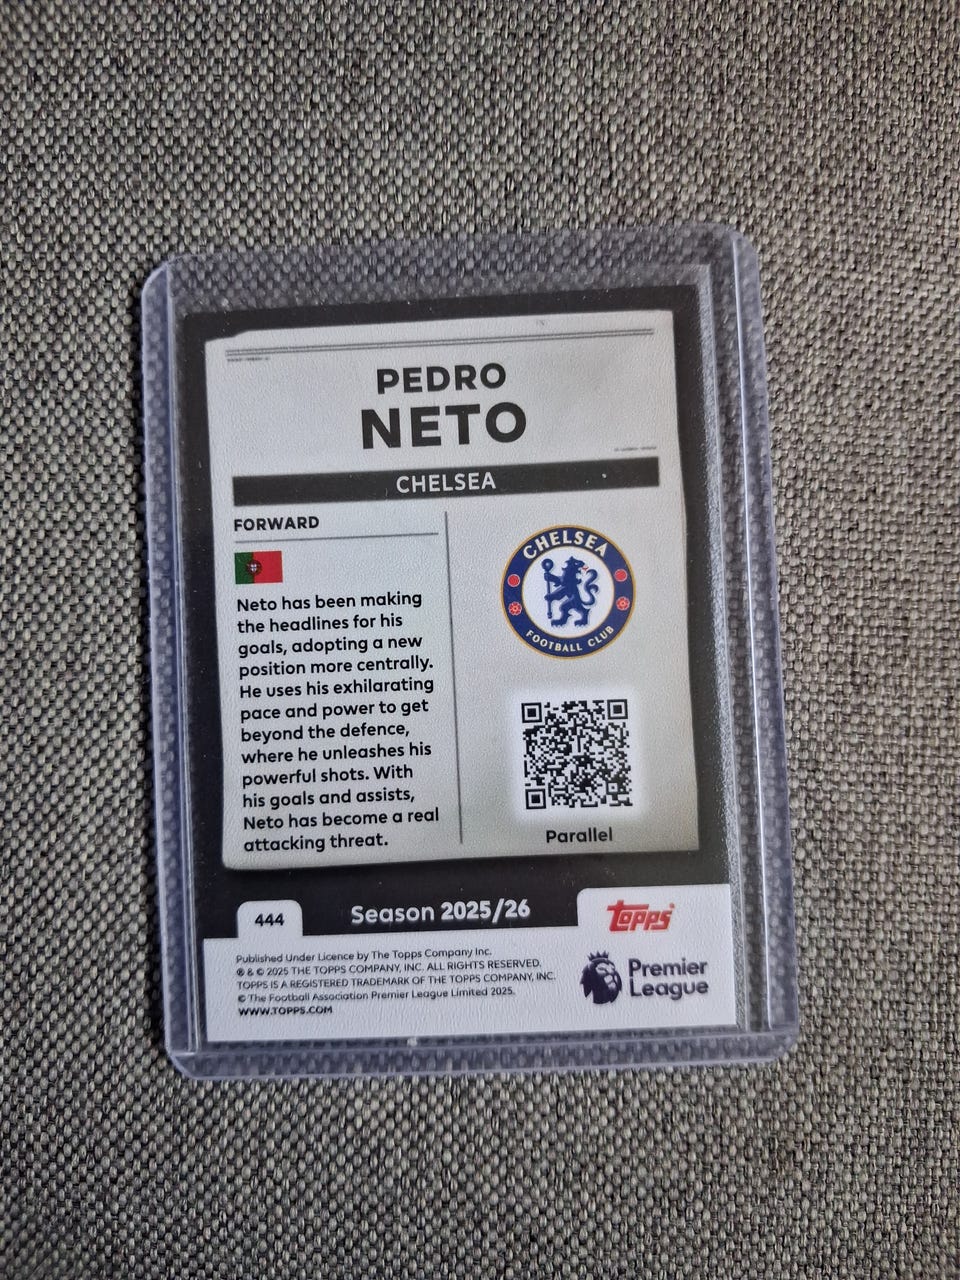 PEDRO
NETO
CHELSEA
FORWARD
Neto has been making
the headlines for his
goals, adopting a new
position more centrally.
He uses his exhilarating
pace and power to get
beyond the defence,
where he unleashes his
powerful shots. With
his goals and assists,
Neto has become a real
attacking threat.
CHELSEA
FOOTBALL CLUB
Parallel
444
Season 2025/26
topps
Published Under Licence by The Topps Company Inc.
® & © 2025 THE TOPPS COMPANY, INC. ALL RIGHTS RESERVED.
TOPPS IS A REGISTERED TRADEMARK OF THE TOPPS COMPANY, INC.
© The Football Association Premier League Limited 2025.
WWW.TOPPS.COM
Premier
League